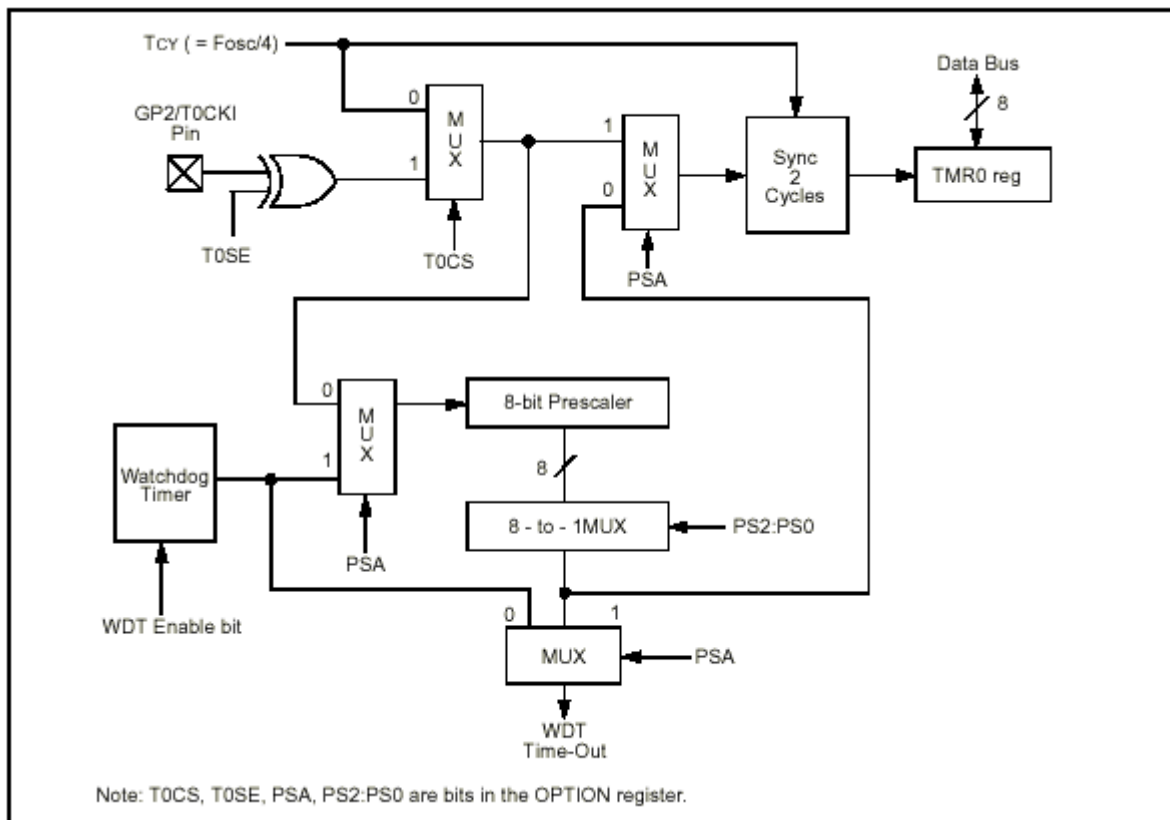 TCY ( = Fosc/4)
Data Bus
8
GP2/T0CKI
Pin
0
1
MUX
T0SE
T0CS
1
0
MUX
PSA
Sync
2
Cycles
TMR0 reg
0
1
MUX
8-bit Prescaler
8
Watchdog
Timer
8 - to - 1MUX
PS2:PS0
PSA
WDT Enable bit
0
1
MUX
PSA
WDT
Time-Out
Note: T0CS, T0SE, PSA, PS2:PS0 are bits in the OPTION register.